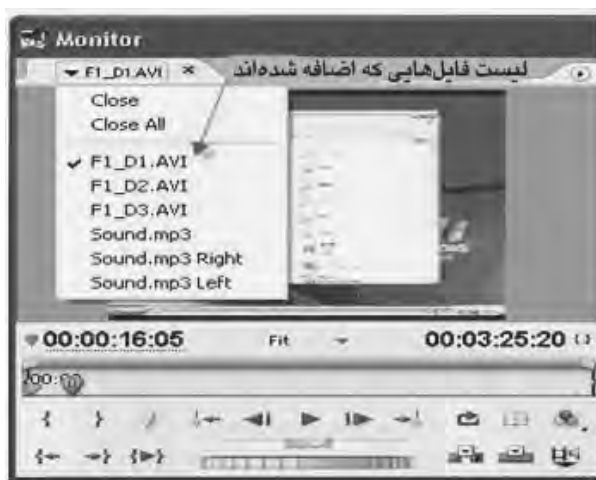 Monitor
F1_D1.AVI ×
لیست فایل‌هایی که اضافه شده‌اند
Close
Close All
F1_D1.AVI
F1_D2.AVI
F1_D3.AVI
Sound.mp3
Sound.mp3 Right
Sound.mp3 Left
00:00:16:05 Fit 00:03:25:20